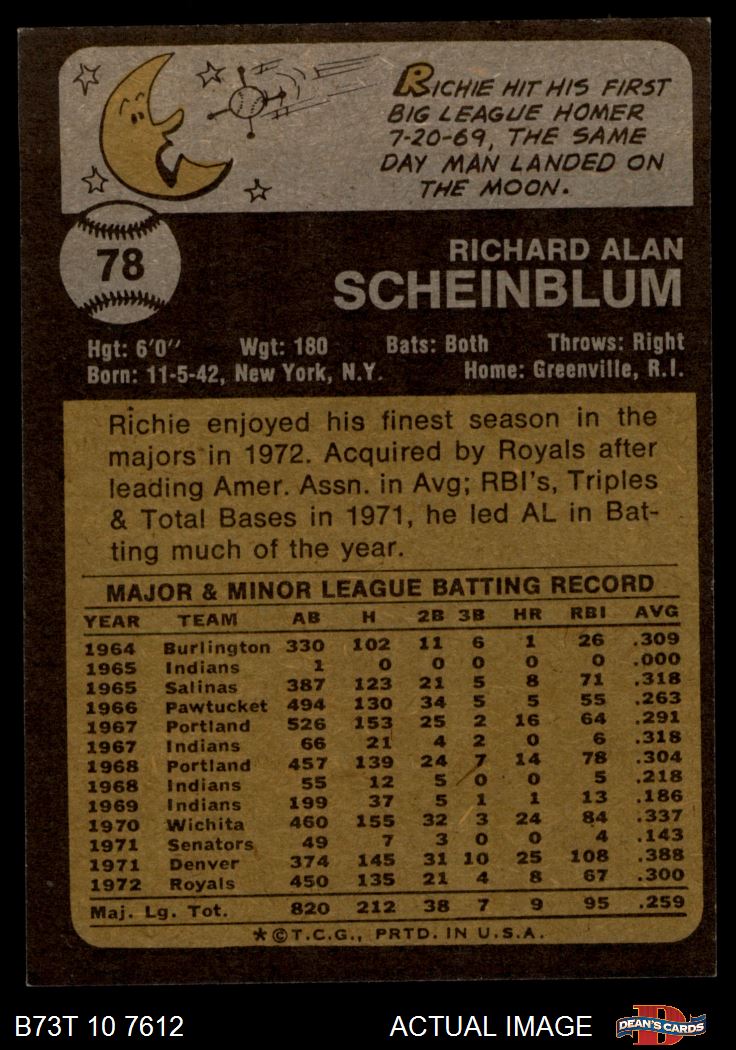 RICHIE HIT HIS FIRST
BIG LEAGUE HOMER
7-20-69, THE SAME
DAY MAN LANDED ON
THE MOON.
78
RICHARD ALAN
SCHEINBLUM
Hgt: 6'0" Wgt: 180 Bats: Both Throws: Right
Born: 11-5-42, New York, N.Y. Home: Greenville, R.I.
Richie enjoyed his finest season in the
majors in 1972. Acquired by Royals after
leading Amer. Assn. in Avg; RBI's, Triples
& Total Bases in 1971, he led AL in Bat-
ting much of the year.
MAJOR & MINOR LEAGUE BATTING RECORD
YEAR TEAM AB H 2B 3B HR RBI AVG
1964 Burlington 330 102 11 6 1 26 .309
1965 Indians 1 0 0 0 0 0 .000
1965 Salinas 387 123 21 5 8 71 .318
1966 Pawtucket 494 130 34 5 5 55 .263
1967 Portland 526 153 25 2 16 64 .291
1967 Indians 66 21 4 2 0 6 .318
1968 Portland 457 139 24 7 14 78 .304
1968 Indians 55 12 5 0 0 5 .218
1969 Indians 199 37 5 1 1 13 .186
1970 Wichita 460 155 32 3 24 84 .337
1971 Senators 49 7 3 0 0 4 .143
1971 Denver 374 145 31 10 25 108 .388
1972 Royals 450 135 21 4 8 67 .300
Maj. Lg. Tot. 820 212 38 7 9 95 .259
*©T.C.G., PRTD. IN U.S.A.
B73T 10 7612 ACTUAL IMAGE DEAN'S CARDS